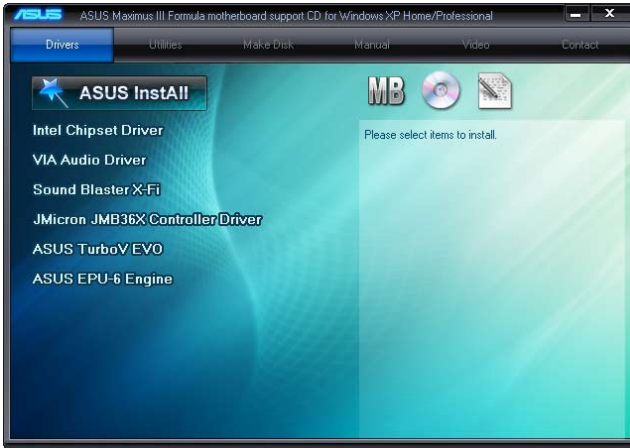 ASUS ASUS Maximus III Formula motherboard support CD for Windows XP Home/Professional
Drivers Utilities Make Disk Manual Video Contact
ASUS InstAll
MB
Intel Chipset Driver
Please select items to install.
VIA Audio Driver
Sound Blaster X-Fi
JMicron JMB36X Controller Driver
ASUS TurboV EVO
ASUS EPU-6 Engine